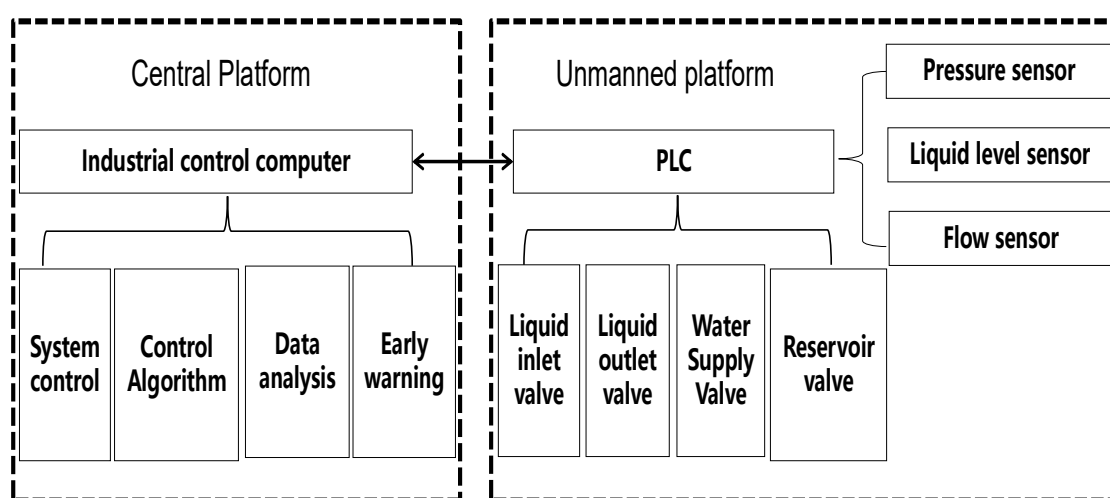 Central Platform
Industrial control computer
System
control
Control
Algorithm
Data
analysis
Early
warning
Unmanned platform
PLC
Pressure sensor
Liquid level sensor
Flow sensor
Liquid
inlet
valve
Liquid
outlet
valve
Water
Supply
Valve
Reservoir
valve